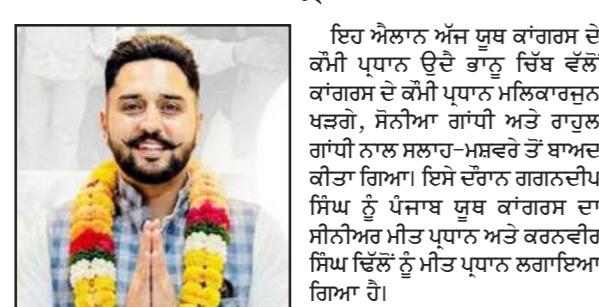 ਇਹ ਐਲਾਨ ਅੱਜ ਯੂਥ ਕਾਂਗਰਸ ਦੇ
ਕੌਮੀ ਪ੍ਰਧਾਨ ਉਦੈ ਭਾਨੂ ਚਿੱਬ ਵੱਲੋਂ
ਕਾਂਗਰਸ ਦੇ ਕੌਮੀ ਪ੍ਰਧਾਨ ਮਲਿਕਾਰਜੁਨ
ਖੜਗੇ, ਸੋਨੀਆ ਗਾਂਧੀ ਅਤੇ ਰਾਹੁਲ
ਗਾਂਧੀ ਨਾਲ ਸਲਾਹ-ਮਸ਼ਵਰੇ ਤੋਂ ਬਾਅਦ
ਕੀਤਾ ਗਿਆ। ਇਸੇ ਦੌਰਾਨ ਗਗਨਦੀਪ
ਸਿੰਘ ਨੂੰ ਪੰਜਾਬ ਯੂਥ ਕਾਂਗਰਸ ਦਾ
ਸੀਨੀਅਰ ਮੀਤ ਪ੍ਰਧਾਨ ਅਤੇ ਕਰਨਵੀਰ
ਸਿੰਘ ਢਿੱਲੋਂ ਨੂੰ ਮੀਤ ਪ੍ਰਧਾਨ ਲਗਾਇਆ
ਗਿਆ ਹੈ।